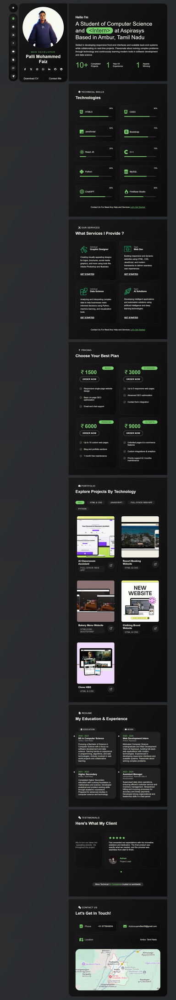 WEB DEVELOPER
Palli Mohammed
Faiz
Download CV
Contact Me
Hello I'm
A Student of Computer Science
and <Intern> at Aspirasys
Based in Ambur, Tamil Nadu
Skilled in developing responsive front-end interfaces and scalable back-end systems
while collaborating on real-time projects. Passionate about solving complex problems
through technology and continuously learning modern tools in software development
and data science
10+ Completed
Projects
1 Year Of
Experience
1 Awards
Winning
TECHNICAL SKILLS
Technologies
HTML5 90%
CSS3 80%
JavaScript 50%
Bootstrap 75%
React JS 20%
C++ 70%
Python 60%
MySQL 70%
ChatGPT 80%
FireBase Studio 60%
Contact Us For Need Any Help and Services Let's Get Started
OUR SERVICES
What Services I Provide ?
Individual
Graphic Designer
Creating visually appealing designs
for logos, brochures, social media
graphics, and more using tools like
Adobe Photoshop and Illustrator.
GET STARTED
Team
Web Dev
Building responsive and dynamic
websites using HTML, CSS,
JavaScript, and modern
frameworks to deliver seamless
user experiences.
GET STARTED
Individual
Data Science
Analyzing and interpreting complex
data to help businesses make
informed decisions using Python,
machine learning, and visualization
tools.
GET STARTED
Team
AI Solutions
Developing intelligent applications
and automation solutions using
artificial intelligence and deep
learning technologies.
GET STARTED
Contact Us For Need Any Help and Services Let's Get Started
₹ PRICING
Choose Your Best Plan
BASIC
₹ 1500
ORDER NOW
Responsive single-page website
design
Basic on-page SEO
optimization
Email and chat support
STANDARD
₹ 3000
ORDER NOW
Up to 5 responsive web pages
Advanced SEO optimization
Contact form integration
PREMIUM
₹ 6000
ORDER NOW
Up to 10 custom web pages
Blog and portfolio sections
1 month free maintenance
ULTIMATE
₹ 9000
ORDER NOW
Unlimited pages & e-commerce
features
Custom integrations & analytics
Priority support & 3 months
maintenance
PORTFOLIO
Explore Projects By Technology
ALL
HTML & CSS
JAVASCRIPT
FULL STACK WEB APP
PYTHON
Your Personal AI Classroom Assistant
AI Classrooom
Assistant
FULL STACK WEB
APP
Resort Booking
Website
HTML & CSS
Bakery Menu Website
HTML|CSS|
BOOTSTRAP
NEW
WEBSITE
Clothing Brand
Website
HTML & CSS
Clone HBO
HTML & CSS
RESUME
My Education & Experience
EDUCATION
2024 - 2027
BS in Computer Science
Ambur, Tamil Nadu
Pursuing a Bachelor of Science in
Computer Science with a focus on
software development and data
science. Gaining hands-on experience
in programming, algorithms, and web
technologies. Actively involved in real-
world projects and collaborative
learning.
2021 - 2023
Higher Secondary
Ambur, Tamil Nadu
Completed Higher Secondary
education with a strong foundation in
mathematics and science. Developed
analytical and problem-solving skills
through academic coursework.
Prepared for advanced studies in
computer science and technology.
WORK
2025 - 2026
Web Development Intern
Ambur, Aspirasys
Motivated Computer Science
undergraduate and Web Development
Intern at Aspirasys, building full-stack
web applications with modern
technologies. Experienced in
developing responsive interfaces and
scalable systems. Passionate about
solving complex problems.
2023 - 2024
Assistant Manager
Supervised daily store operations,
ensuring efficient customer service and
inventory management. Streamlined
billing and invoicing processes for
accuracy and timely payments.
Developed strong organizational and
leadership skills in a fast-paced
TESTIMONIALS
Here's What My Client
ility to turn our ideas into
appealing website. His
throughout the project
Faiz exceeded our expectations with his innovative
solutions and dedication. The final product was
exactly what we needed, and the process was
seamless from start to finish.
Azhan
Project Lead
More Technical 0+ Companies trusted on worldwide
CONTACT US
Let's Get In Touch!
Phone +91 8778648054
Address pmdfaiz08@gmail.com
Location Ambur, Tamil Nadu
Mittalam
Kilmurungai
Thuthipattu
Karapattu
Vinnamangalam